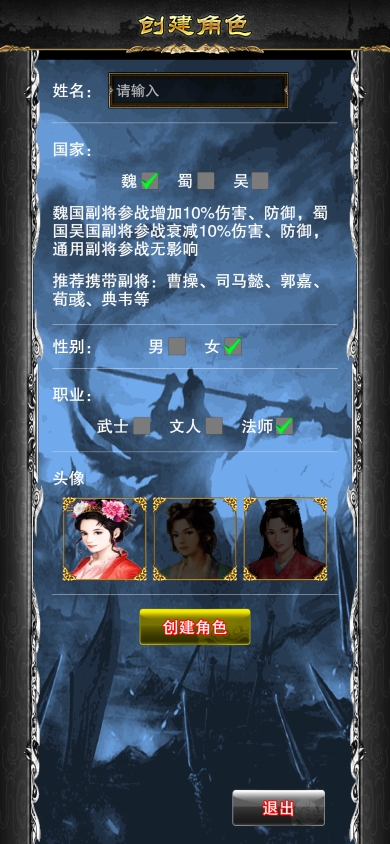 创建角色
姓名： 请输入
国家：
魏 蜀 吴
魏国副将参战增加10%伤害、防御，蜀
国吴国副将参战衰减10%伤害、防御，
通用副将参战无影响
推荐携带副将：曹操、司马懿、郭嘉、
荀彧、典韦等
性别： 男 女
职业：
武士 文人 法师
头像
创建角色
退出